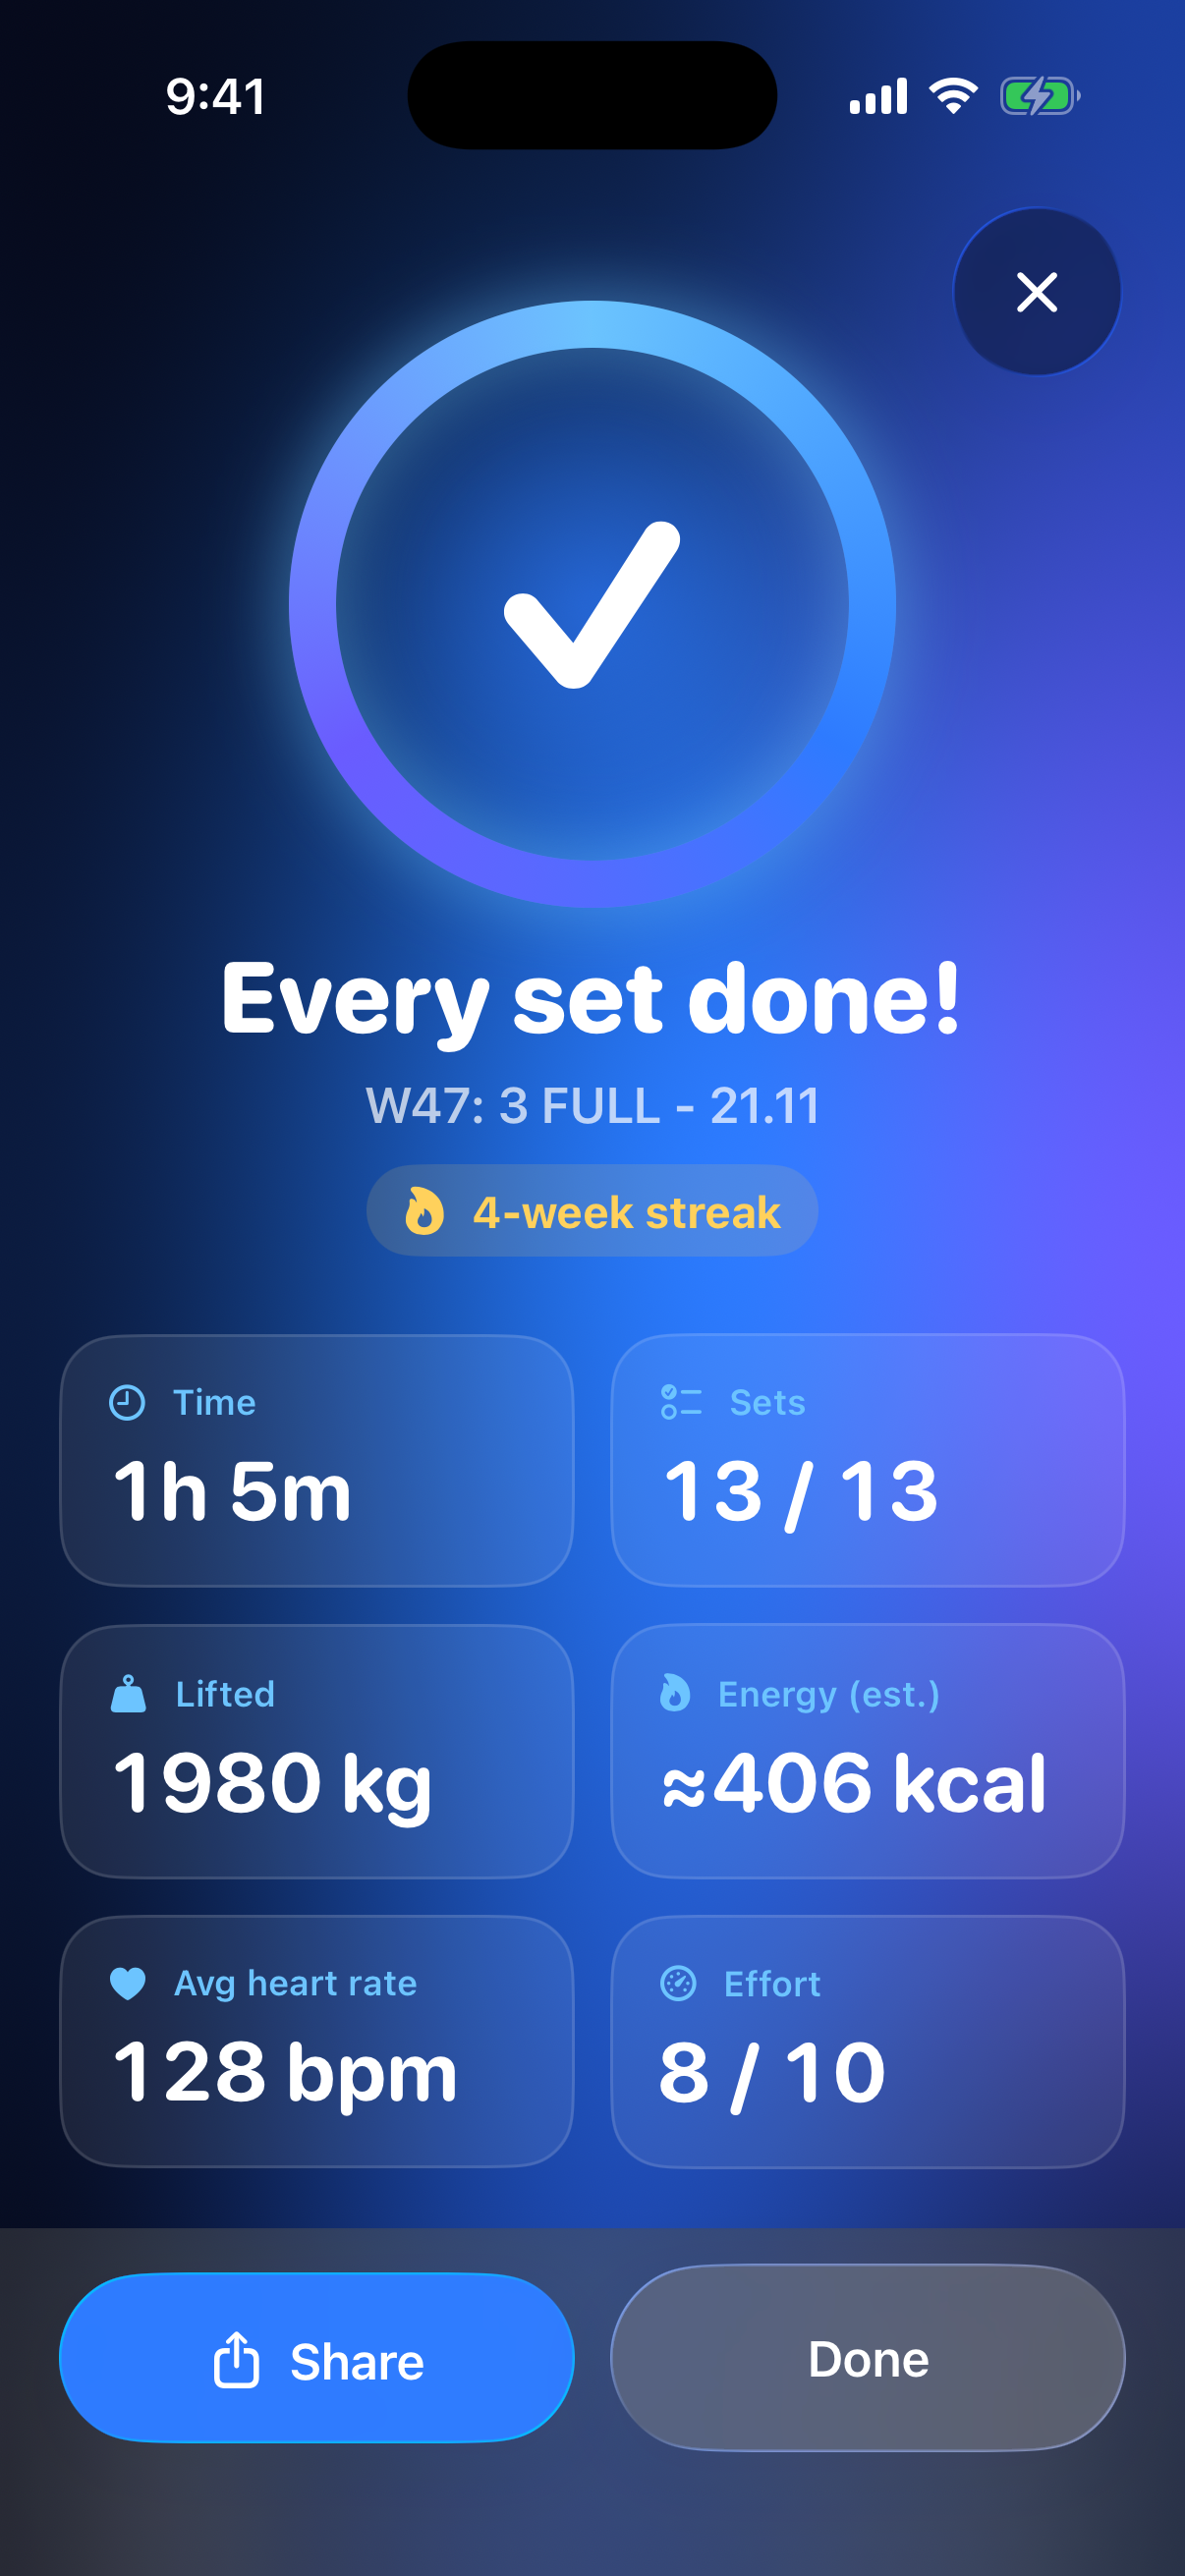 9:41
Every set done!
W47: 3 FULL - 21.11
4-week streak
Time
1h 5m
Sets
13 / 13
Lifted
1980 kg
Energy (est.)
≈406 kcal
Avg heart rate
128 bpm
Effort
8 / 10
Share
Done